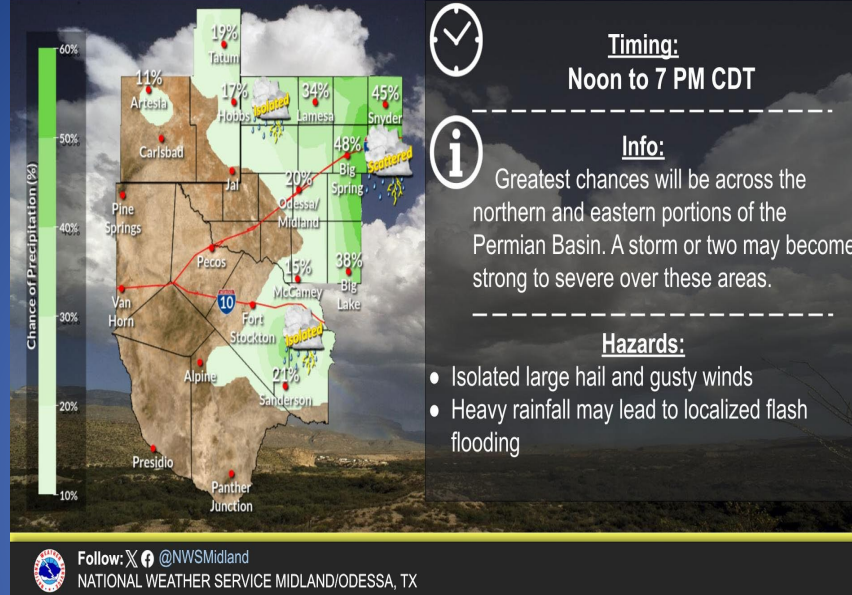 60%
50%
40%
30%
20%
10%
Chance of Precipitation (%)
19%
Tatum
11%
Artesia
17%
Hobbs
Isolated
34%
Lamesa
45%
Snyder
Carlsbad
48%
Big
Spring
Scattered
Jal
20%
Odessa/
Midland
Pine
Springs
Pecos
15%
McCamey
38%
Big
Lake
Van
Horn
INTERSTATE
10
Fort
Stockton
Isolated
Alpine
21%
Sanderson
Presidio
Panther
Junction
Timing:
Noon to 7 PM CDT
Info:
Greatest chances will be across the
northern and eastern portions of the
Permian Basin. A storm or two may become
strong to severe over these areas.
Hazards:
• Isolated large hail and gusty winds
• Heavy rainfall may lead to localized flash
flooding
Follow: X f @NWSMidland
NATIONAL WEATHER SERVICE MIDLAND/ODESSA, TX